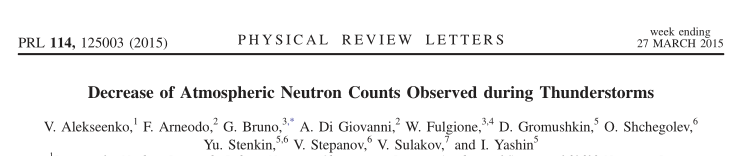 week ending
PRL 114, 125003 (2015) PHYSICAL REVIEW LETTERS 27 MARCH 2015
Decrease of Atmospheric Neutron Counts Observed during Thunderstorms
V. Alekseenko,1 F. Arneodo,2 G. Bruno,3,* A. Di Giovanni,2 W. Fulgione,3,4 D. Gromushkin,5 O. Shchegolev,6
Yu. Stenkin,5,6 V. Stepanov,6 V. Sulakov,7 and I. Yashin5